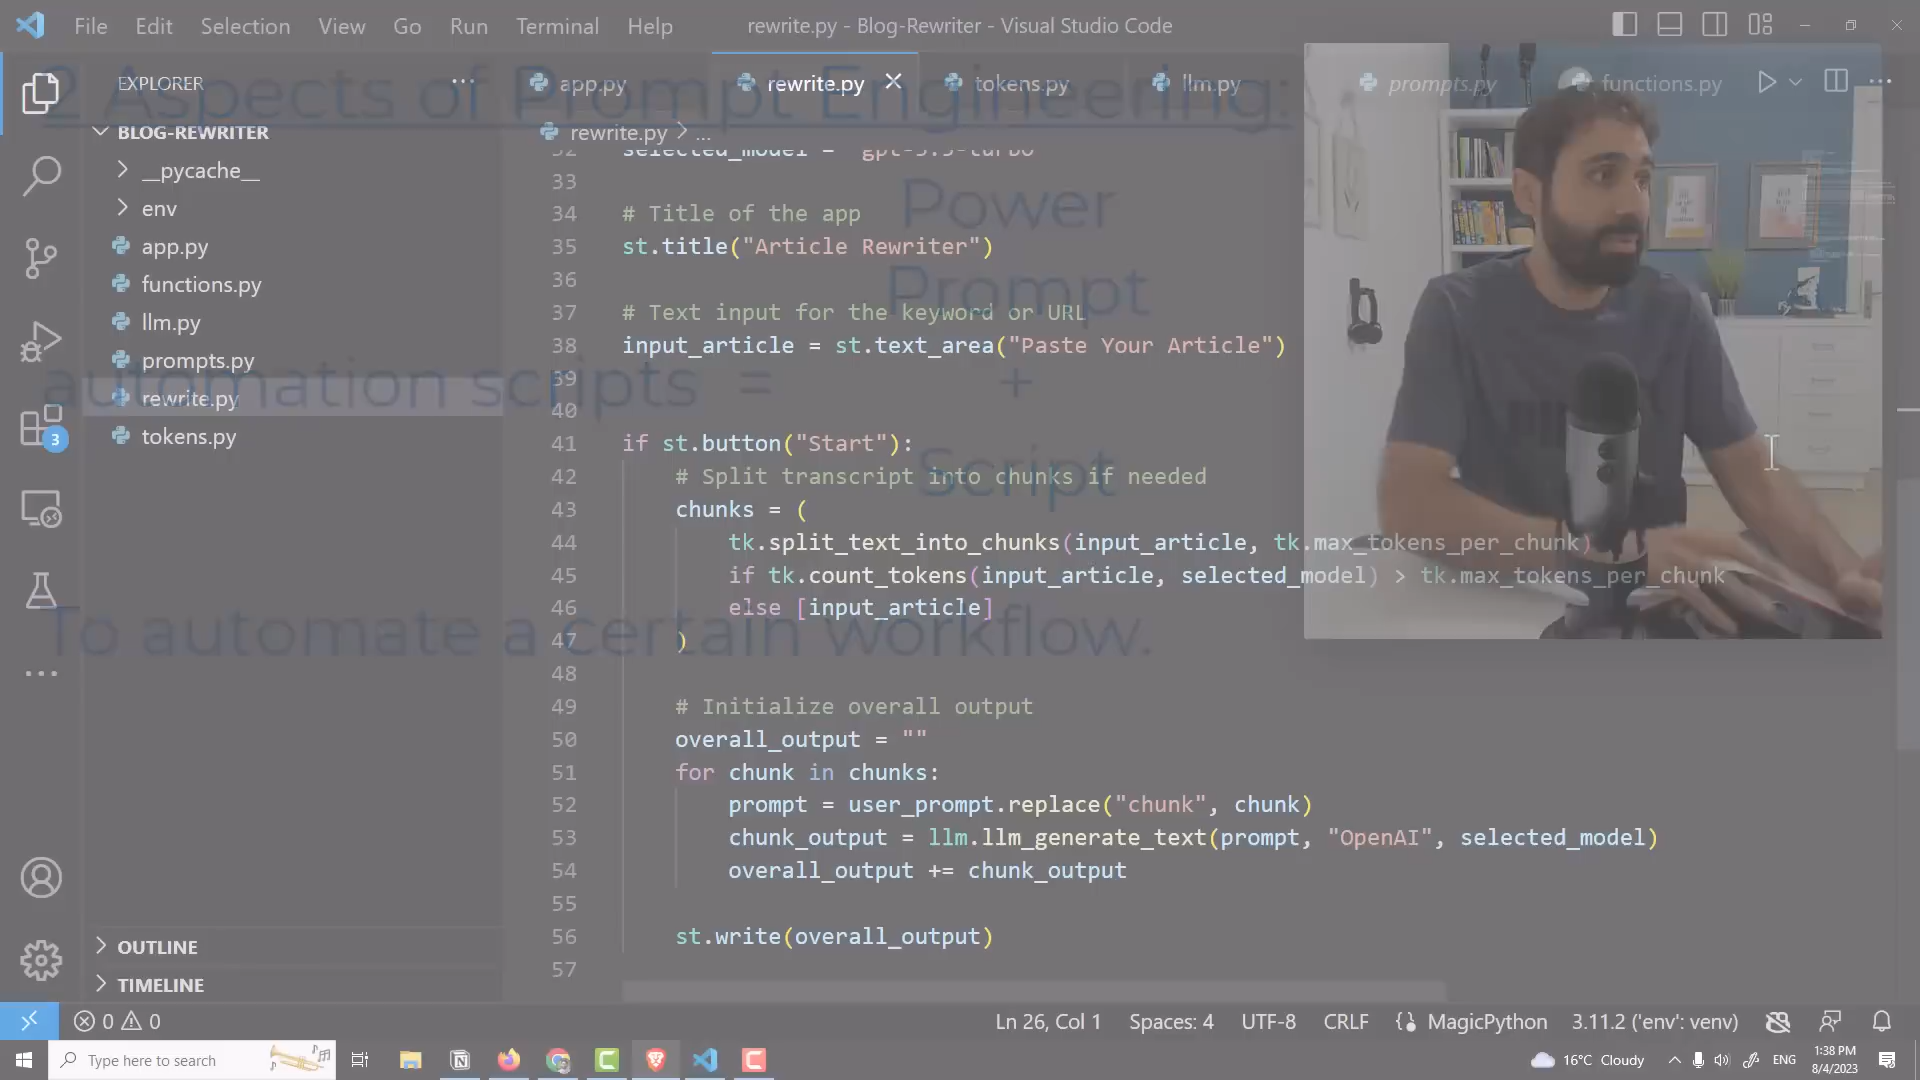 File Edit Selection View Go Run Terminal Help
rewrite.py - Blog-Rewriter - Visual Studio Code
EXPLORER
app.py
rewrite.py
tokens.py
llm.py
prompts.py
functions.py
2 Aspects of Prompt Engineering:
BLOG-REWRITER
rewrite.py > ...
__pycache__
env
app.py
functions.py
llm.py
prompts.py
rewrite.py
tokens.py
Power
Prompt
automation scripts = +
Script
To automate a certain workflow.
32 selected_model = "gpt-3.5-turbo"
33
34 # Title of the app
35 st.title("Article Rewriter")
36
37 # Text input for the keyword or URL
38 input_article = st.text_area("Paste Your Article")
39
40
41 if st.button("Start"):
42 # Split transcript into chunks if needed
43 chunks = (
44 tk.split_text_into_chunks(input_article, tk.max_tokens_per_chunk)
45 if tk.count_tokens(input_article, selected_model) > tk.max_tokens_per_chunk
46 else [input_article]
47 )
48
49 # Initialize overall output
50 overall_output = ""
51 for chunk in chunks:
52 prompt = user_prompt.replace("chunk", chunk)
53 chunk_output = llm.llm_generate_text(prompt, "OpenAI", selected_model)
54 overall_output += chunk_output
55
56 st.write(overall_output)
57
3
OUTLINE
TIMELINE
0 0
Ln 26, Col 1 Spaces: 4 UTF-8 CRLF MagicPython 3.11.2 ('env': venv)
Type here to search
16°C Cloudy
ENG
1:38 PM
8/4/2023